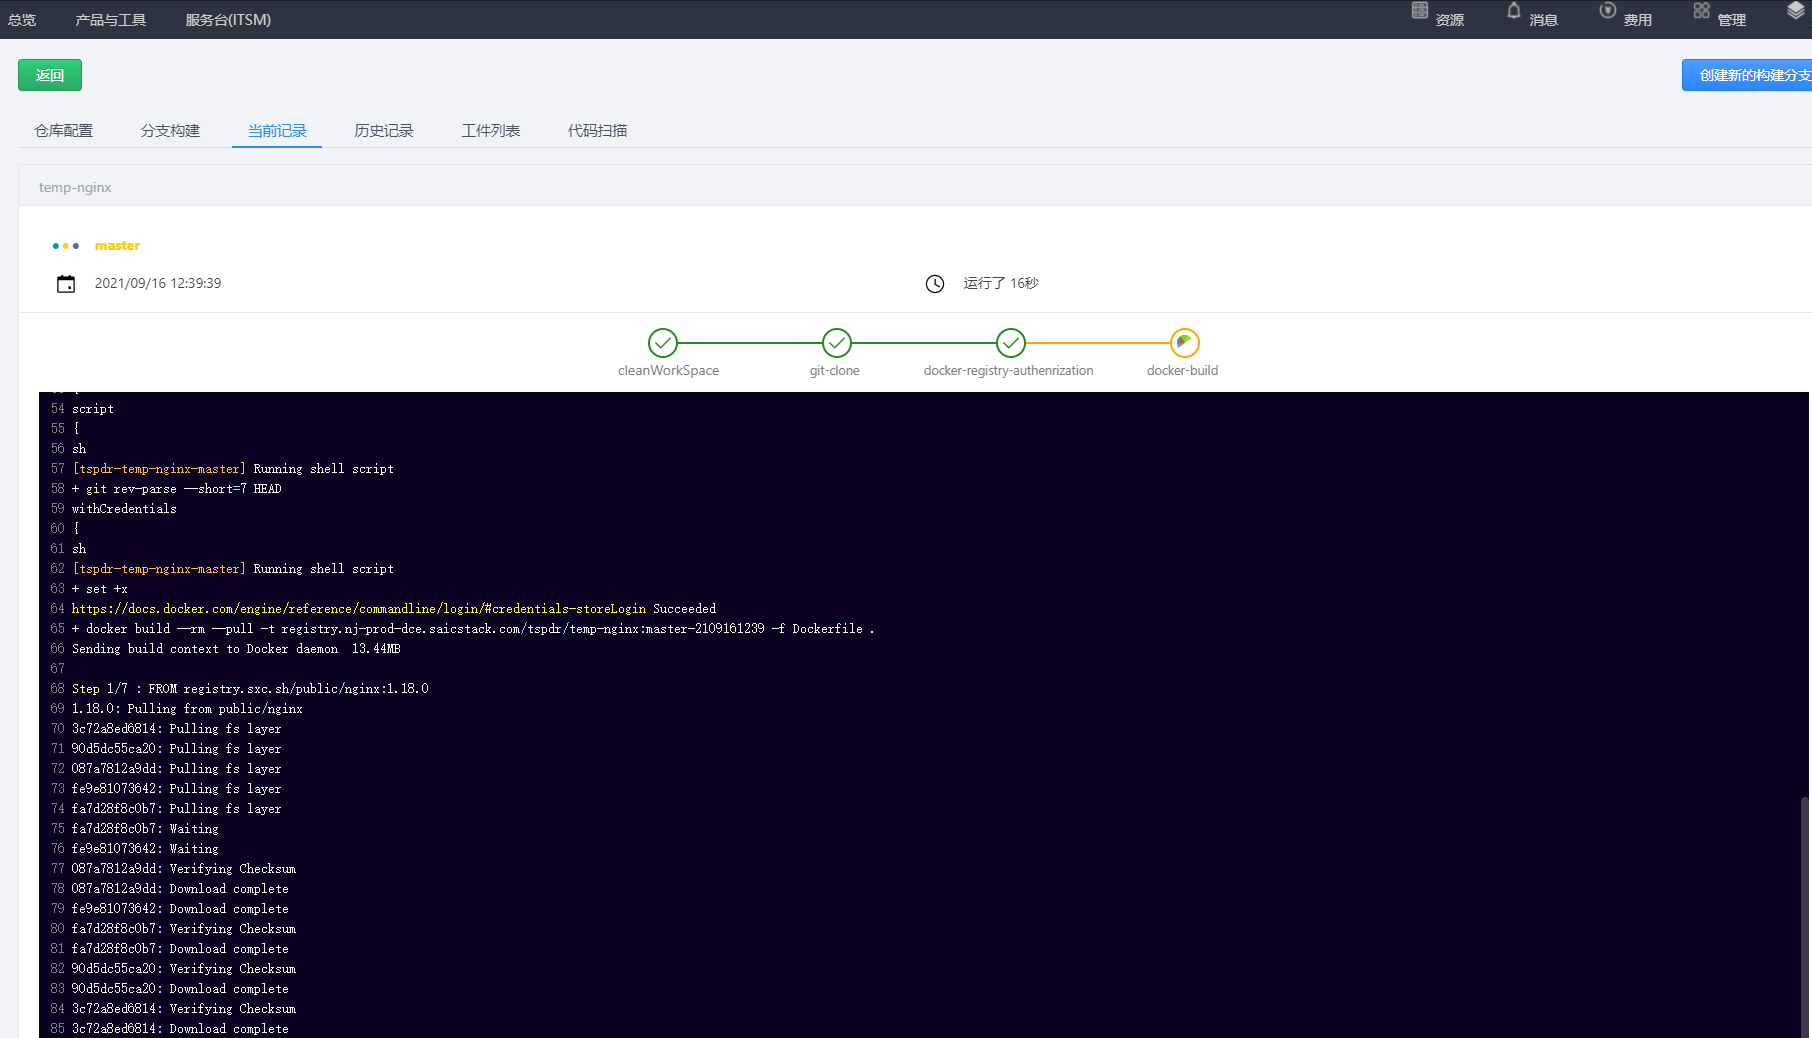 总览 产品与工具 服务台(ITSM) 资源 消息 费用 管理
返回 创建新的构建分支
仓库配置 分支构建 当前记录 历史记录 工件列表 代码扫描
temp-nginx
master
2021/09/16 12:39:39 运行了 16秒
cleanWorkSpace git-clone docker-registry-authenrization docker-build
54 script
55 {
56 sh
57 [tspdr-temp-nginx-master] Running shell script
58 + git rev-parse --short=7 HEAD
59 withCredentials
60 {
61 sh
62 [tspdr-temp-nginx-master] Running shell script
63 + set +x
64 https://docs.docker.com/engine/reference/commandline/login/#credentials-storeLogin Succeeded
65 + docker build --rm --pull -t registry.nj-prod-dce.saicstack.com/tspdr/temp-nginx:master-2109161239 -f Dockerfile .
66 Sending build context to Docker daemon  13.44MB
67
68 Step 1/7 : FROM registry.sxc.sh/public/nginx:1.18.0
69 1.18.0: Pulling from public/nginx
70 3c72a8ed6814: Pulling fs layer
71 90d5dc55ca20: Pulling fs layer
72 087a7812a9dd: Pulling fs layer
73 fe9e81073642: Pulling fs layer
74 fa7d28f8c0b7: Pulling fs layer
75 fa7d28f8c0b7: Waiting
76 fe9e81073642: Waiting
77 087a7812a9dd: Verifying Checksum
78 087a7812a9dd: Download complete
79 fe9e81073642: Download complete
80 fa7d28f8c0b7: Verifying Checksum
81 fa7d28f8c0b7: Download complete
82 90d5dc55ca20: Verifying Checksum
83 90d5dc55ca20: Download complete
84 3c72a8ed6814: Verifying Checksum
85 3c72a8ed6814: Download complete